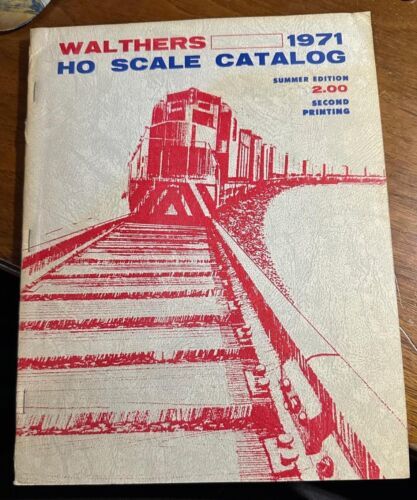 WALTHERS 1971
HO SCALE CATALOG
SUMMER EDITION
2.00
SECOND
PRINTING